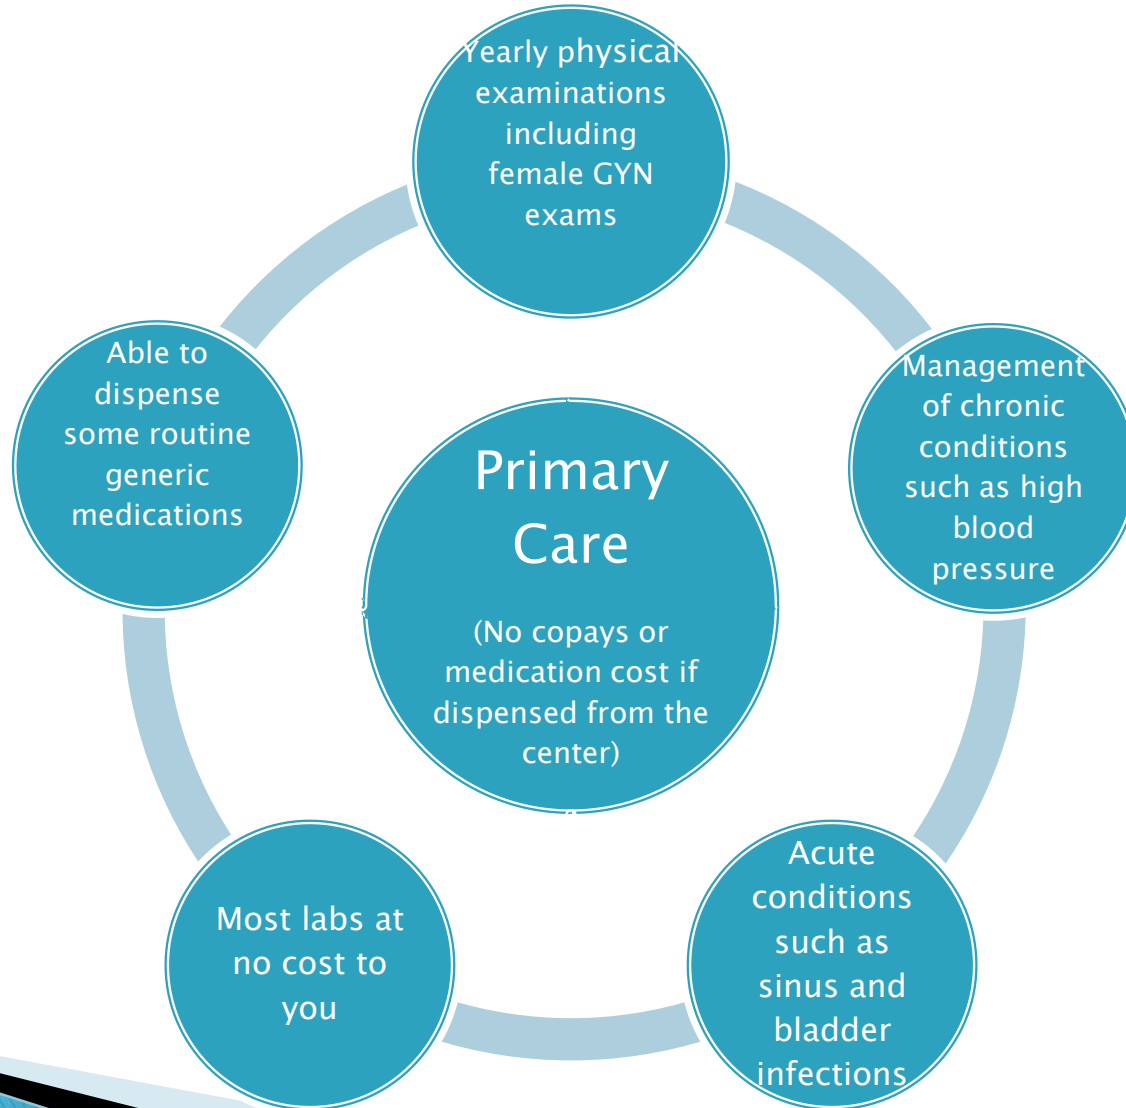 Yearly physical
examinations
including
female GYN
exams
Able to
dispense
some routine
generic
medications
Management
of chronic
conditions
such as high
blood
pressure
Primary
Care
(No copays or
medication cost if
dispensed from the
center)
Most labs at
no cost to
you
Acute
conditions
such as
sinus and
bladder
infections